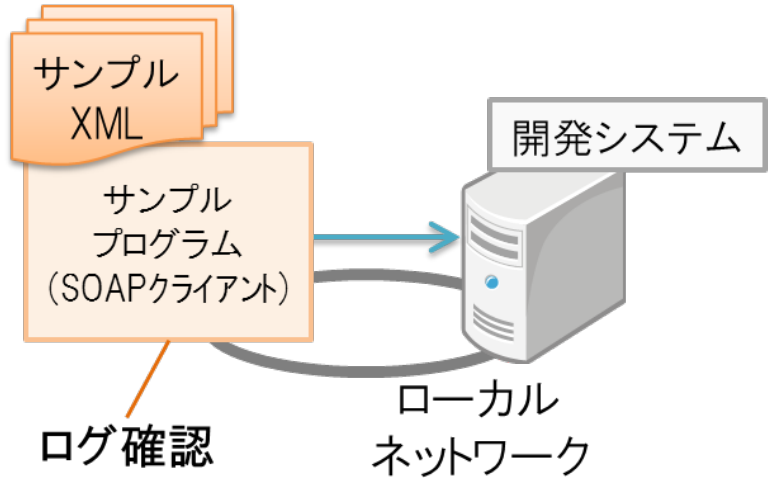 サンプル
XML
開発システム
サンプル
プログラム
（SOAPクライアント）
ローカル
ネットワーク
ログ確認